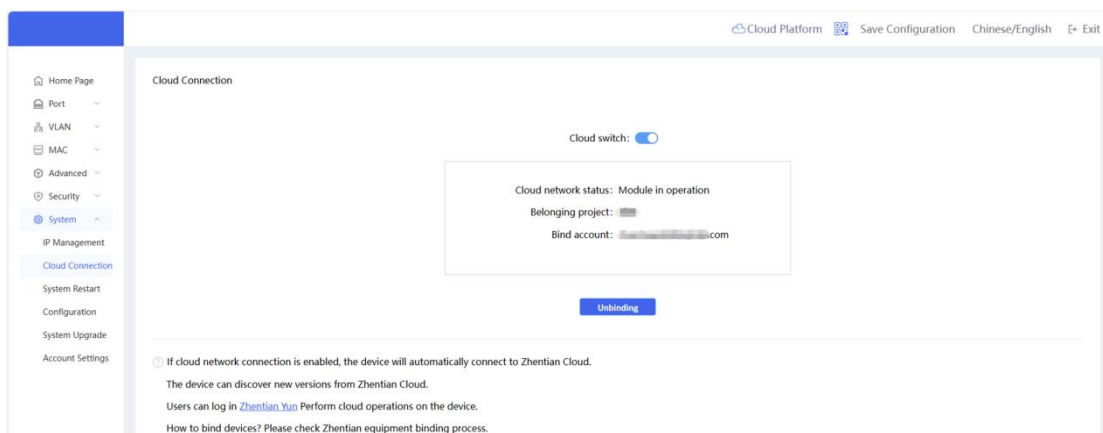 Cloud Platform Save Configuration Chinese/English Exit
Home Page
Port
VLAN
MAC
Advanced
Security
System
IP Management
Cloud Connection
System Restart
Configuration
System Upgrade
Account Settings
Cloud Connection
Cloud switch:
Cloud network status: Module in operation
Belonging project:
Bind account: .com
Unbinding
If cloud network connection is enabled, the device will automatically connect to Zhentian Cloud.
The device can discover new versions from Zhentian Cloud.
Users can log in Zhentian Yun Perform cloud operations on the device.
How to bind devices? Please check Zhentian equipment binding process.